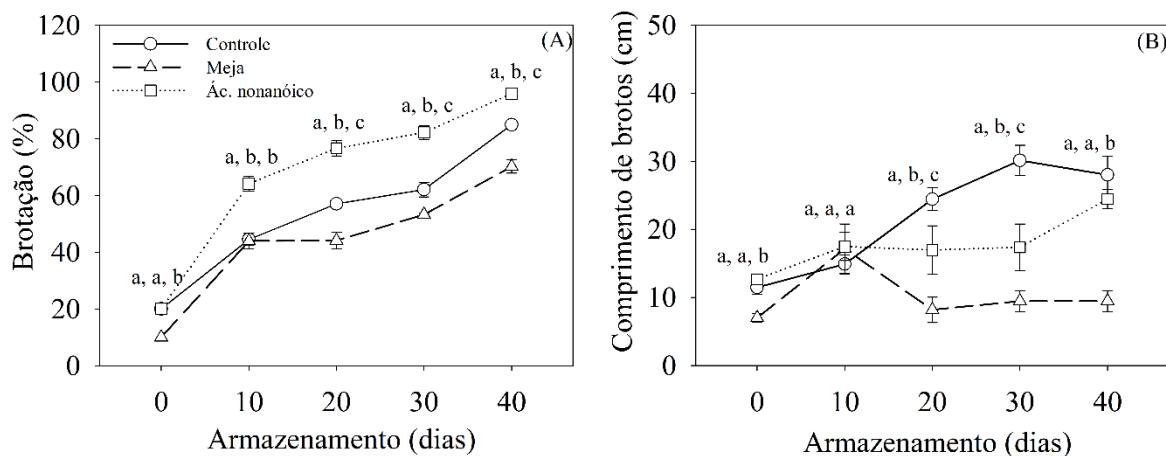 (A)
Brotação (%)
120
100
80
60
40
20
0
Controle
Meja
Ác. nonanóico
a, a, b
a, b, b
a, b, c
a, b, c
a, b, c
0 10 20 30 40
Armazenamento (dias)
(B)
Comprimento de brotos (cm)
50
40
30
20
10
0
a, a, b
a, a, a
a, b, c
a, b, c
a, a, b
0 10 20 30 40
Armazenamento (dias)